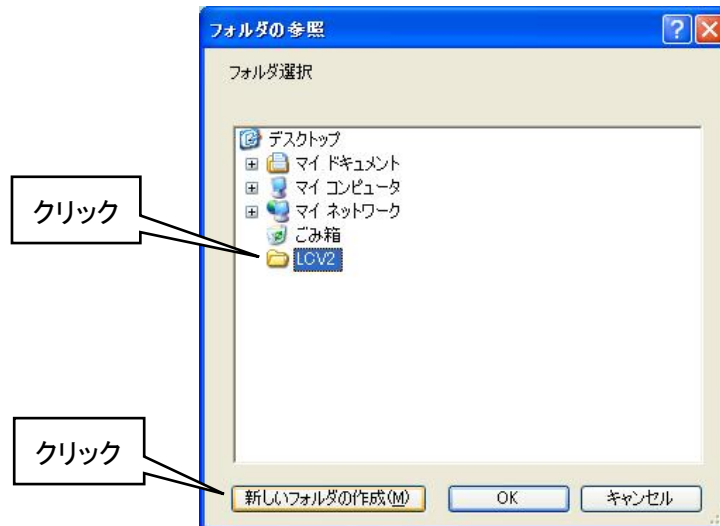 フォルダの参照
フォルダ選択
デスクトップ
マイ ドキュメント
マイ コンピュータ
マイ ネットワーク
ごみ箱
LCV2
クリック
クリック
新しいフォルダの作成(M)
OK
キャンセル